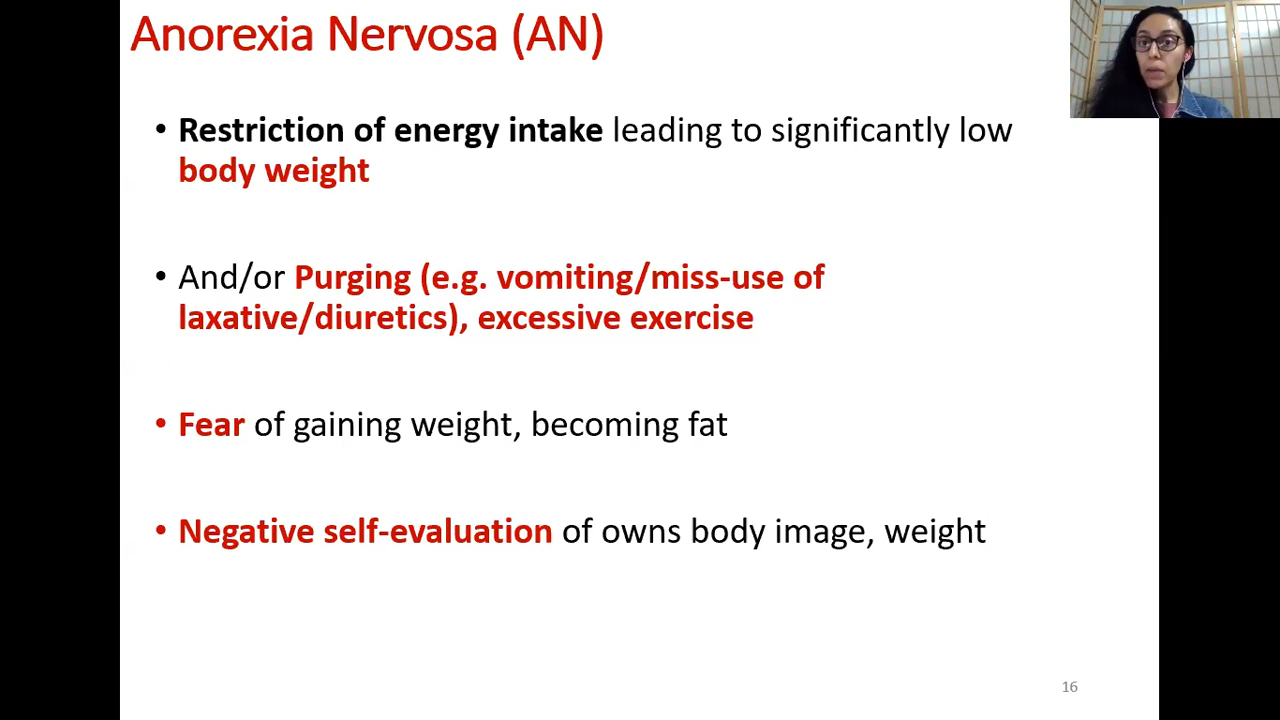 Anorexia Nervosa (AN)
• Restriction of energy intake leading to significantly low
body weight
• And/or Purging (e.g. vomiting/miss-use of
laxative/diuretics), excessive exercise
• Fear of gaining weight, becoming fat
• Negative self-evaluation of owns body image, weight
16